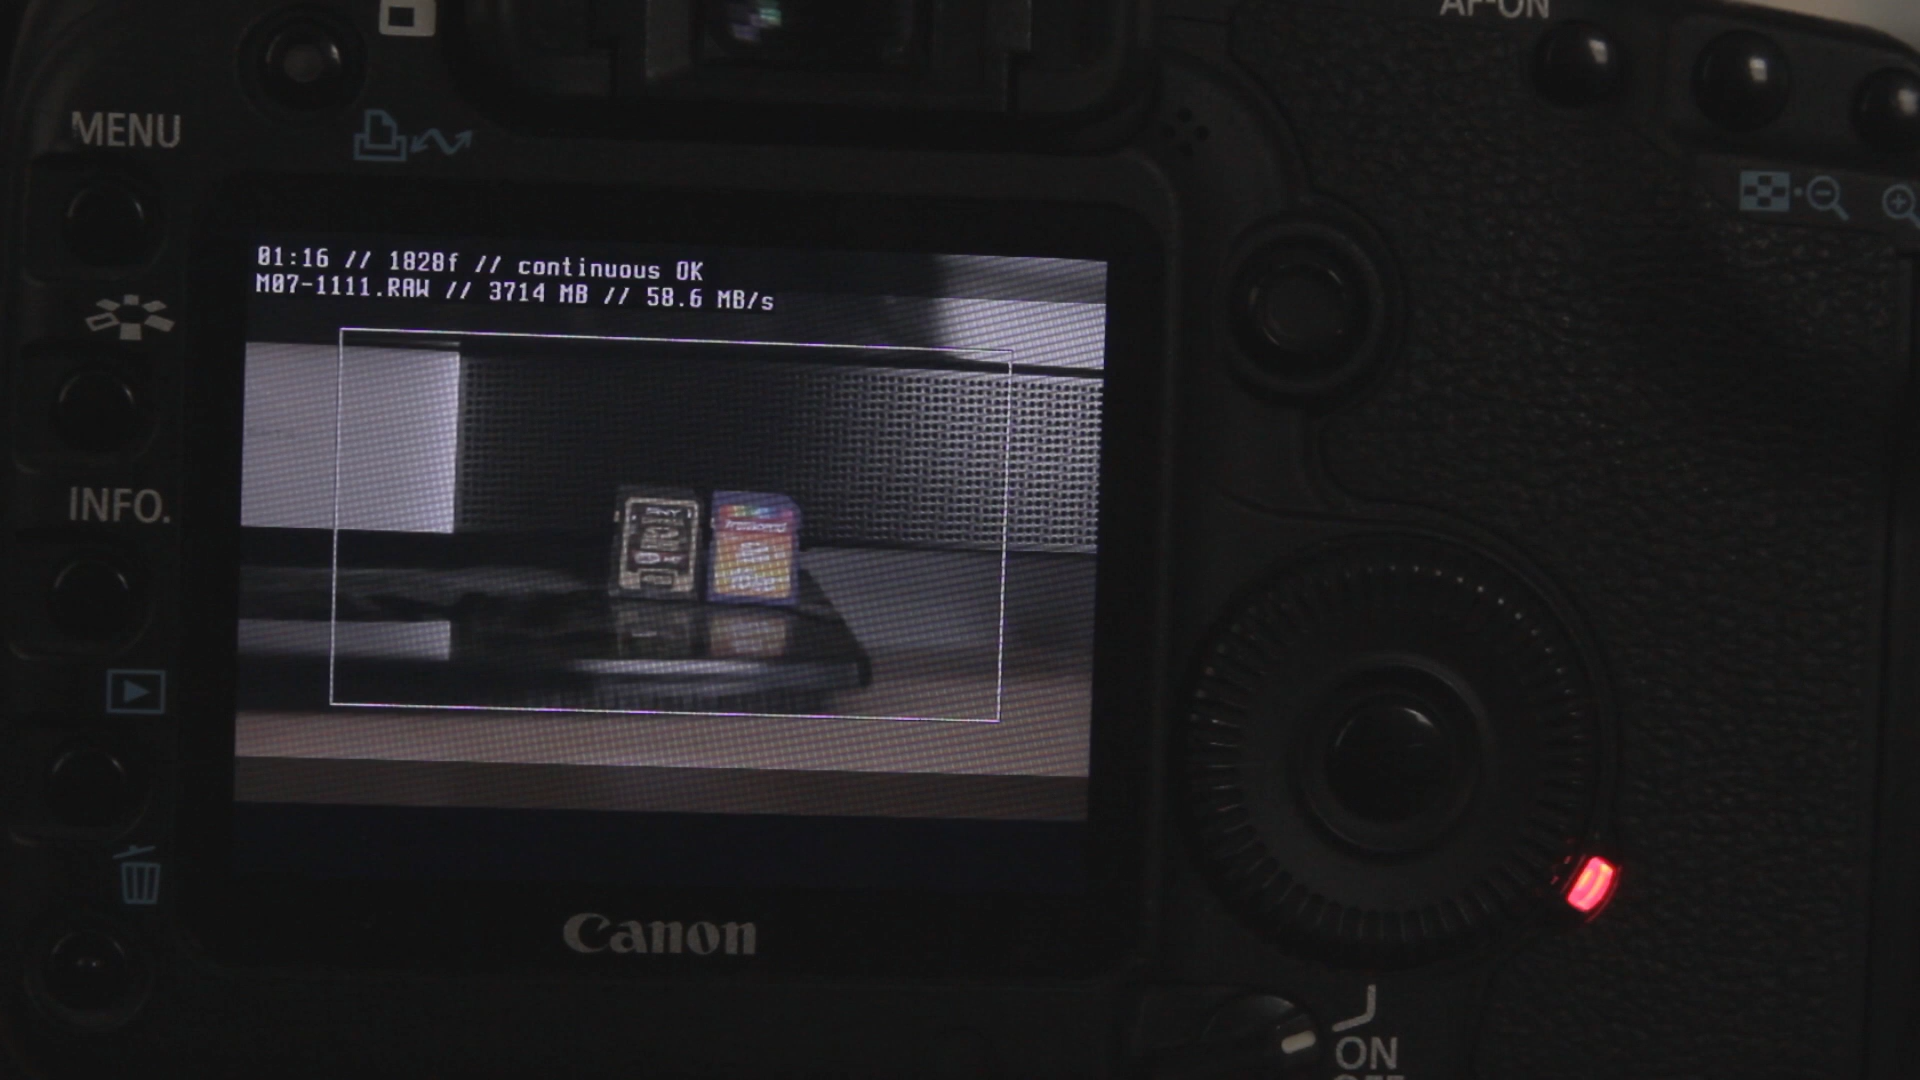 AF-ON
MENU
01:16 // 1828f // continuous OK
M07-1111.RAW // 3714 MB // 58.6 MB/s
INFO.
Transcend
Canon
ON